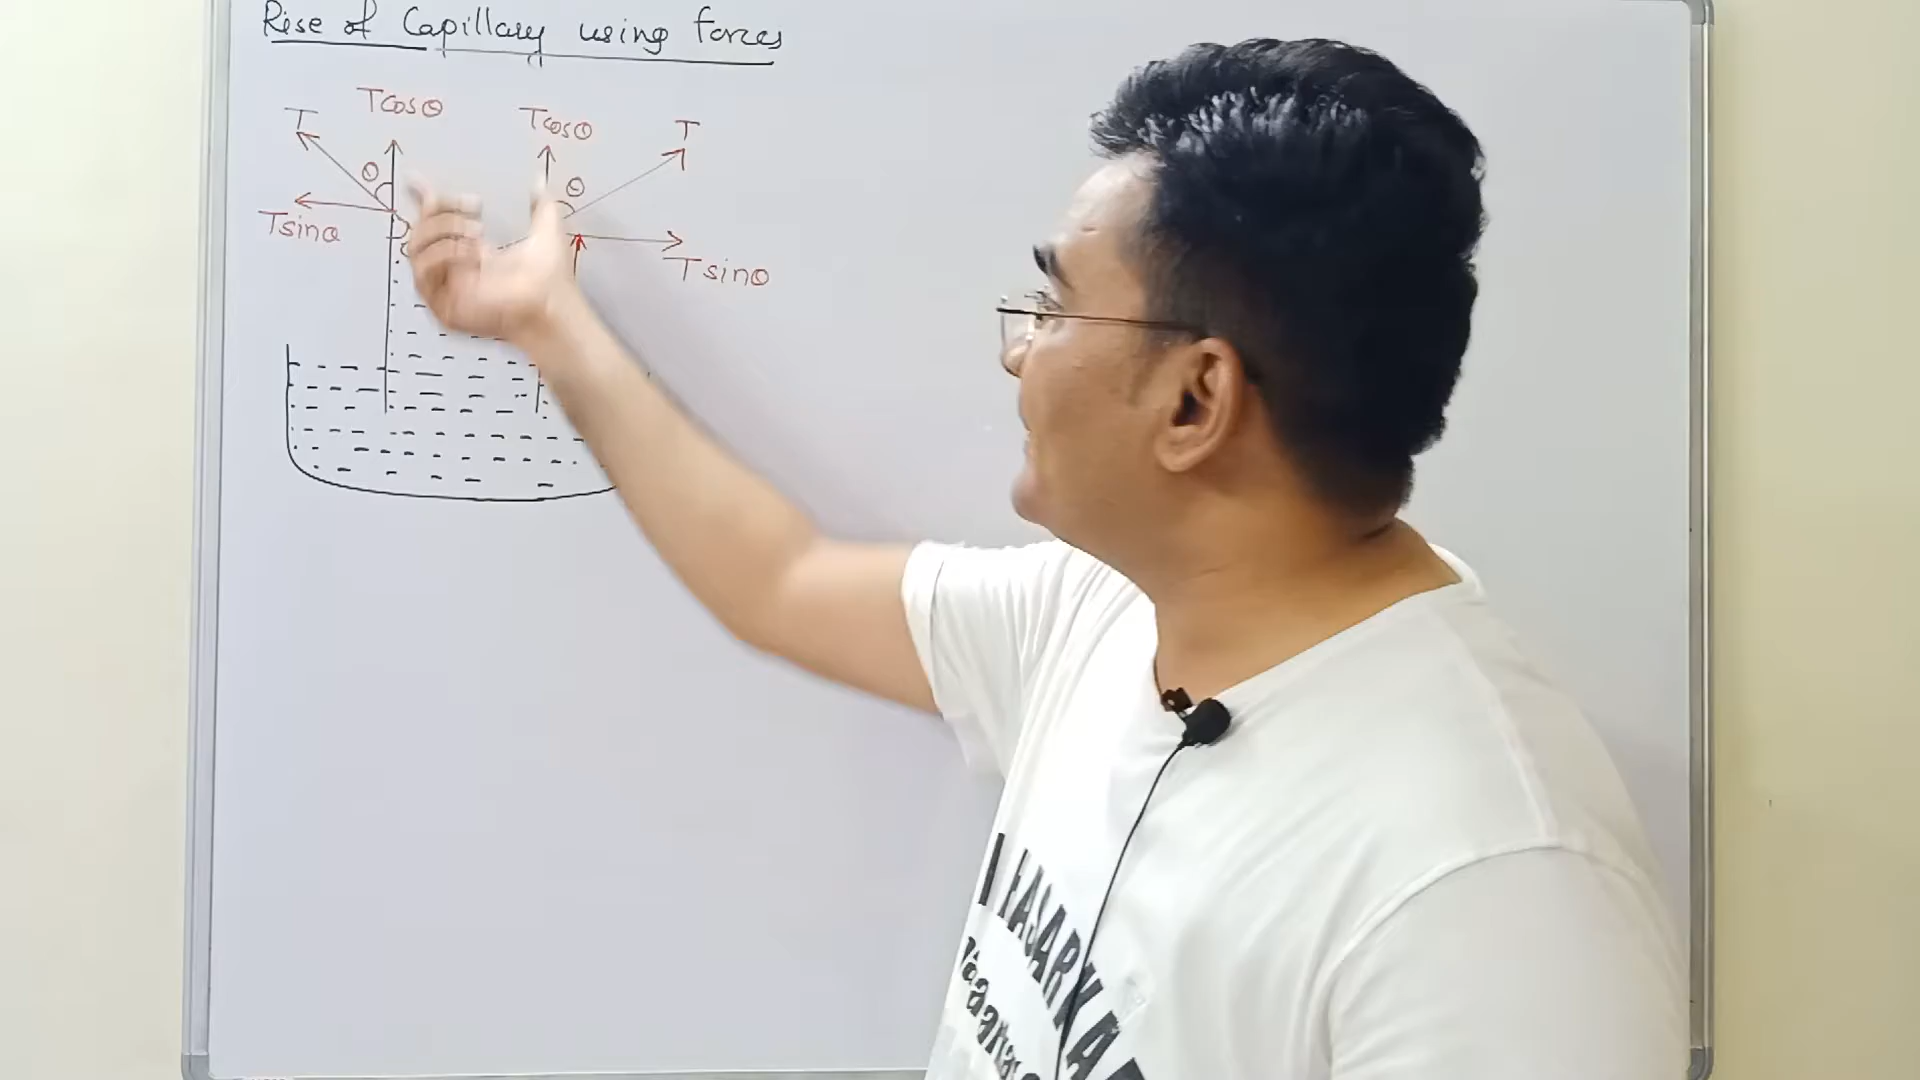 Rise of Capillary using forces
Tcosθ
T
Tcosθ
T
θ
θ
Tsinθ
Tsinθ